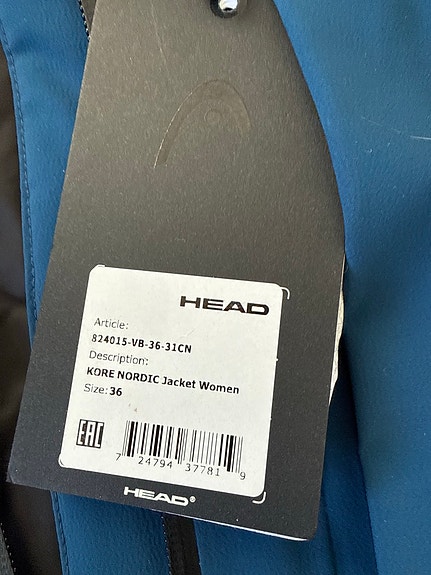 HEAD
Article:
824015-VB-36-31CN
Description:
KORE NORDIC Jacket Women
Size: 36
EAC
7 24794 37781 9
HEAD®